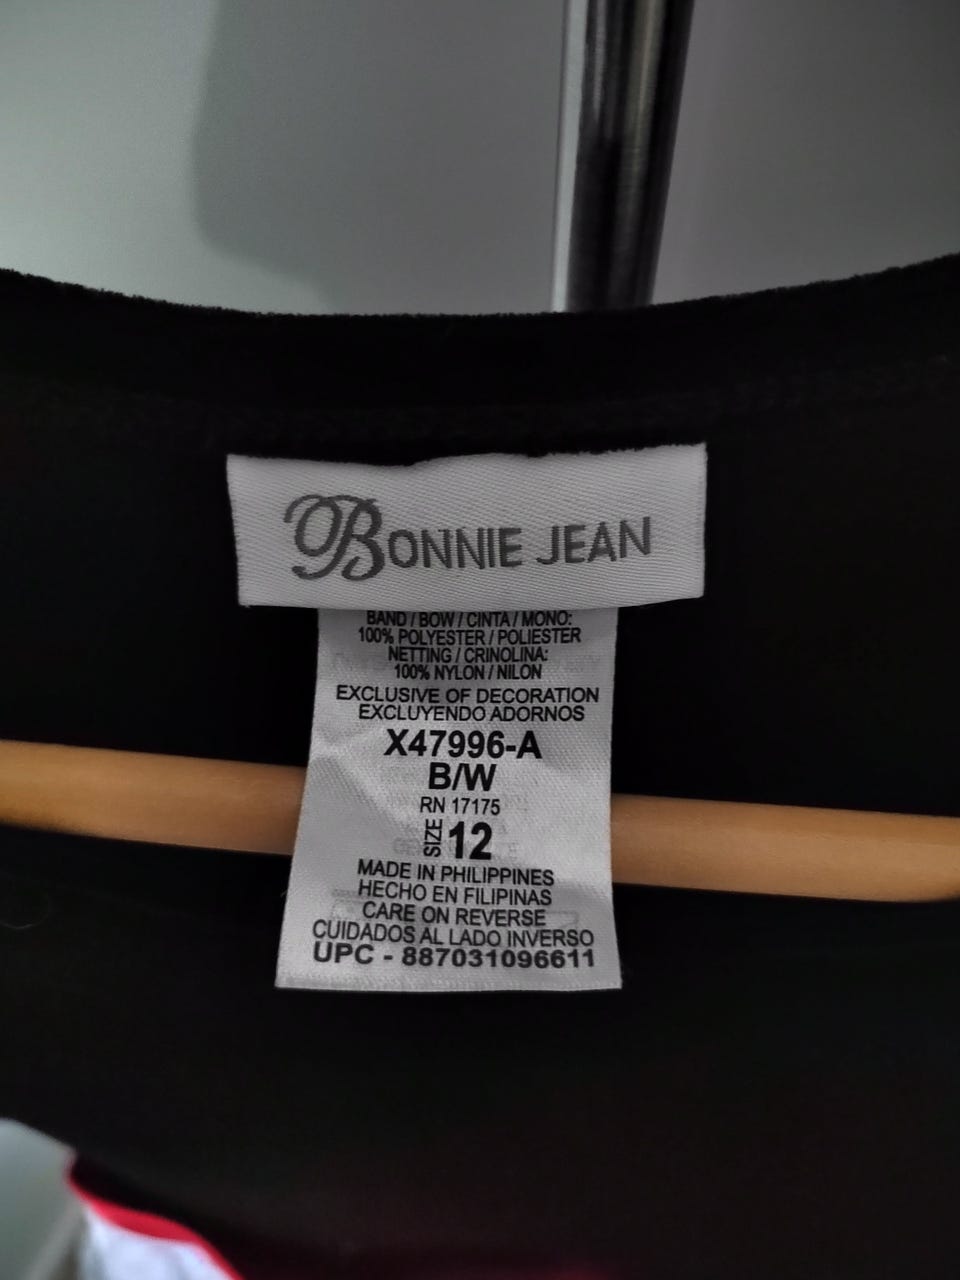 BONNIE JEAN
BAND / BOW / CINTA / MONO:
100% POLYESTER / POLIESTER
NETTING / CRINOLINA:
100% NYLON / NILON
EXCLUSIVE OF DECORATION
EXCLUYENDO ADORNOS
X47996-A
B/W
RN 17175
SIZE 12
MADE IN PHILIPPINES
HECHO EN FILIPINAS
CARE ON REVERSE
CUIDADOS AL LADO INVERSO
UPC - 887031096611